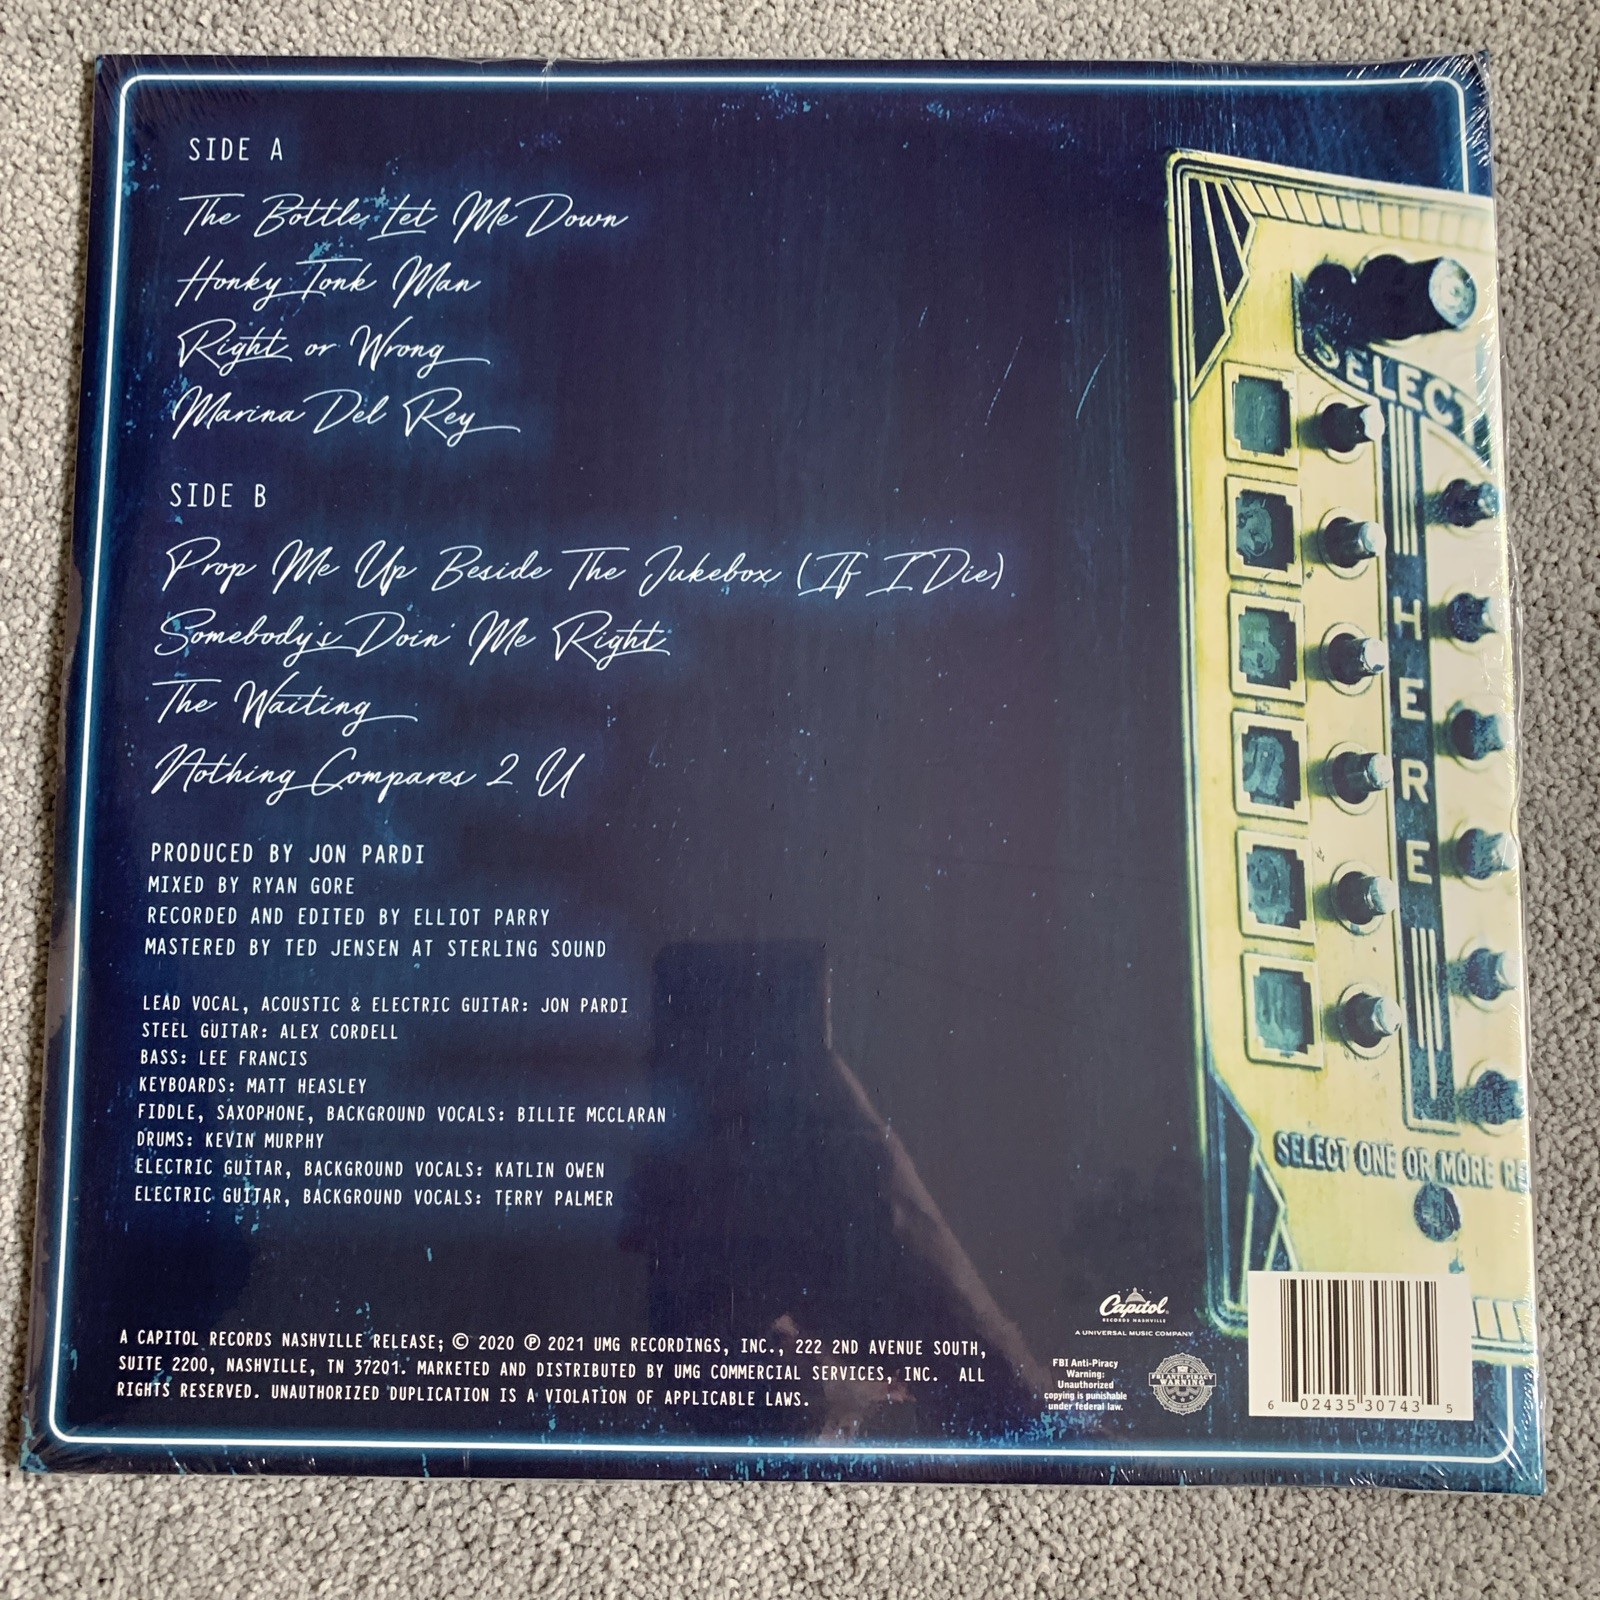 SIDE A
The Bottle Let Me Down
Honky Tonk Man
Right or Wrong
Marina Del Rey
SIDE B
Prop Me Up Beside The Jukebox (If I Die)
Somebody's Doin' Me Right
The Waiting
Nothing Compares 2 U
PRODUCED BY JON PARDI
MIXED BY RYAN GORE
RECORDED AND EDITED BY ELLIOT PARRY
MASTERED BY TED JENSEN AT STERLING SOUND
LEAD VOCAL, ACOUSTIC & ELECTRIC GUITAR: JON PARDI
STEEL GUITAR: ALEX CORDELL
BASS: LEE FRANCIS
KEYBOARDS: MATT HEASLEY
FIDDLE, SAXOPHONE, BACKGROUND VOCALS: BILLIE MCCLARAN
DRUMS: KEVIN MURPHY
ELECTRIC GUITAR, BACKGROUND VOCALS: KATLIN OWEN
ELECTRIC GUITAR, BACKGROUND VOCALS: TERRY PALMER
A CAPITOL RECORDS NASHVILLE RELEASE; © 2020 ℗ 2021 UMG RECORDINGS, INC., 222 2ND AVENUE SOUTH,
SUITE 2200, NASHVILLE, TN 37201. MARKETED AND DISTRIBUTED BY UMG COMMERCIAL SERVICES, INC. ALL
RIGHTS RESERVED. UNAUTHORIZED DUPLICATION IS A VIOLATION OF APPLICABLE LAWS.
SELECT
HERE
SELECT ONE OR MORE
Capitol
RECORDS NASHVILLE
A UNIVERSAL MUSIC COMPANY
FBI Anti-Piracy
Warning:
Unauthorized
copying is punishable
under federal law.
FBI ANTI-PIRACY
WARNING
6 02435 30743 5